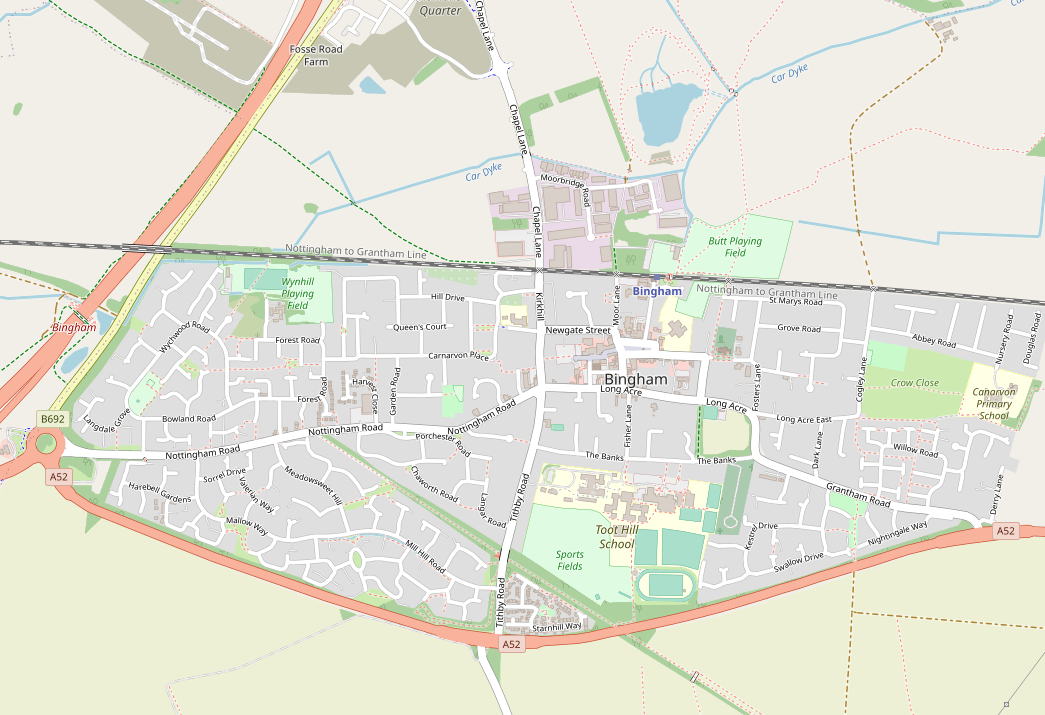 Quarter
Chapel Lane
Fosse Road
Farm
Car Dyke
Chapel Lane
Car Dyke
Moorbridge Road
Chapel Lane
Butt Playing
Field
Nottingham to Grantham Line
Nottingham to Grantham Line
Bingham
Wynhill
Playing
Field
Hill Drive
Kirkhill
Moor Lane
St Marys Road
Bingham
Wychwood Road
Queen's Court
Newgate Street
Grove Road
Abbey Road
Nursery Road
Douglas Road
Forest Road
Carnarvon Place
Bingham
Crow Close
Cogley Lane
Fosters Lane
Forest Road
Harvest Close
Garden Road
Long Acre
Long Acre
Carnarvon
Primary
School
B692
Langdale Grove
Bowland Road
Nottingham Road
Nottingham Road
Nottingham Road
Fisher Lane
Long Acre East
Porchester Road
Dark Lane
Willow Road
The Banks
The Banks
A52
Harebell Gardens
Sorrel Drive
Valerian Way
Meadowsweet Hill
Chaworth Road
Langar Road
Tithby Road
Grantham Road
Derry Lane
Mallow Way
Toot Hill
School
Kestrel Drive
Nightingale Way
A52
Mill Hill Road
Sports
Fields
Swallow Drive
Tithby Road
Starnhill Way
A52